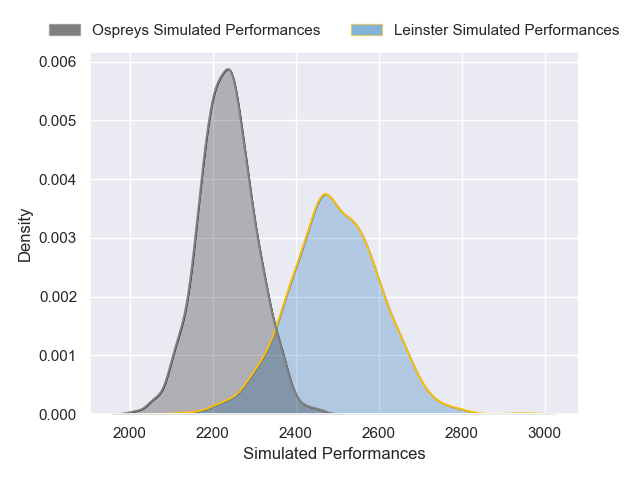 Ospreys Simulated Performances Leinster Simulated Performances
0.006
0.005
0.004
0.003
0.002
0.001
0.000
Density
2000 2200 2400 2600 2800 3000
Simulated Performances